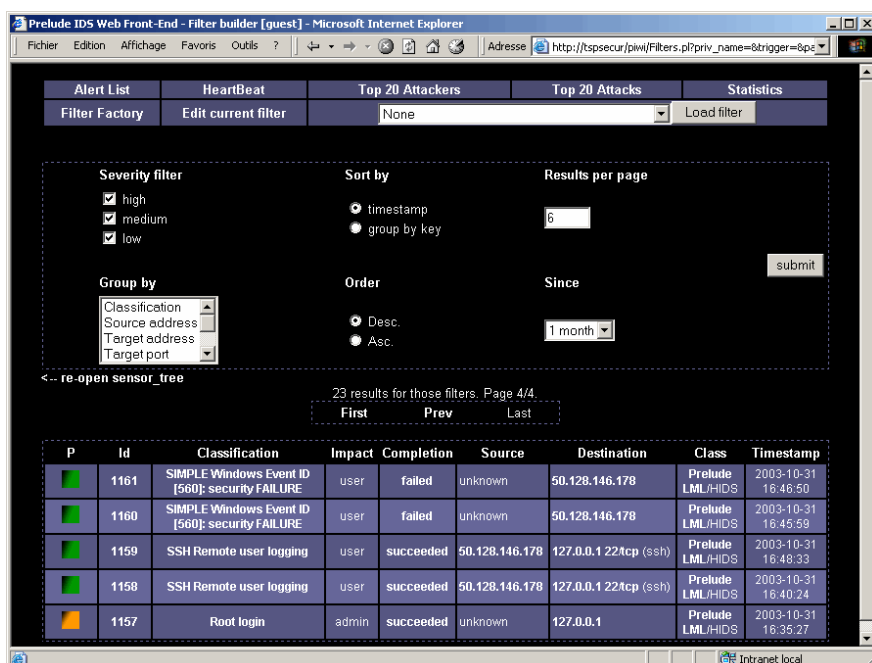 Prelude IDS Web Front-End - Filter builder [guest] - Microsoft Internet Explorer
Fichier Edition Affichage Favoris Outils ? Adresse http://tspsecur/piwi/Filters.pl?priv_name=&trigger=&pa
Alert List HeartBeat Top 20 Attackers Top 20 Attacks Statistics
Filter Factory Edit current filter None Load filter
Severity filter Sort by Results per page
high
medium
low
timestamp
group by key
6
submit
Group by Order Since
Classification
Source address
Target address
Target port
Desc.
Asc.
1 month
<-- re-open sensor_tree
23 results for those filters. Page 4/4.
First Prev Last
P Id Classification Impact Completion Source Destination Class Timestamp
1161 SIMPLE Windows Event ID [560]: security FAILURE user failed unknown 50.128.146.178 Prelude LML/HIDS 2003-10-31 16:46:50
1160 SIMPLE Windows Event ID [560]: security FAILURE user failed unknown 50.128.146.178 Prelude LML/HIDS 2003-10-31 16:45:59
1159 SSH Remote user logging user succeeded 50.128.146.178 127.0.0.1 22/tcp (ssh) Prelude LML/HIDS 2003-10-31 16:48:33
1158 SSH Remote user logging user succeeded 50.128.146.178 127.0.0.1 22/tcp (ssh) Prelude LML/HIDS 2003-10-31 16:40:24
1157 Root login admin succeeded unknown 127.0.0.1 Prelude LML/HIDS 2003-10-31 16:35:27
Intranet local